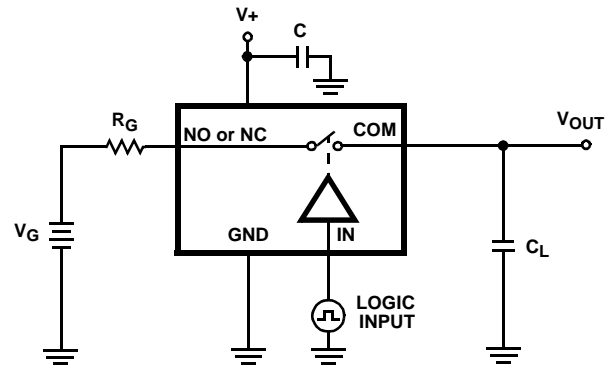 V+
C
RG
NO or NC
COM
VOUT
VG
GND
IN
CL
LOGIC
INPUT